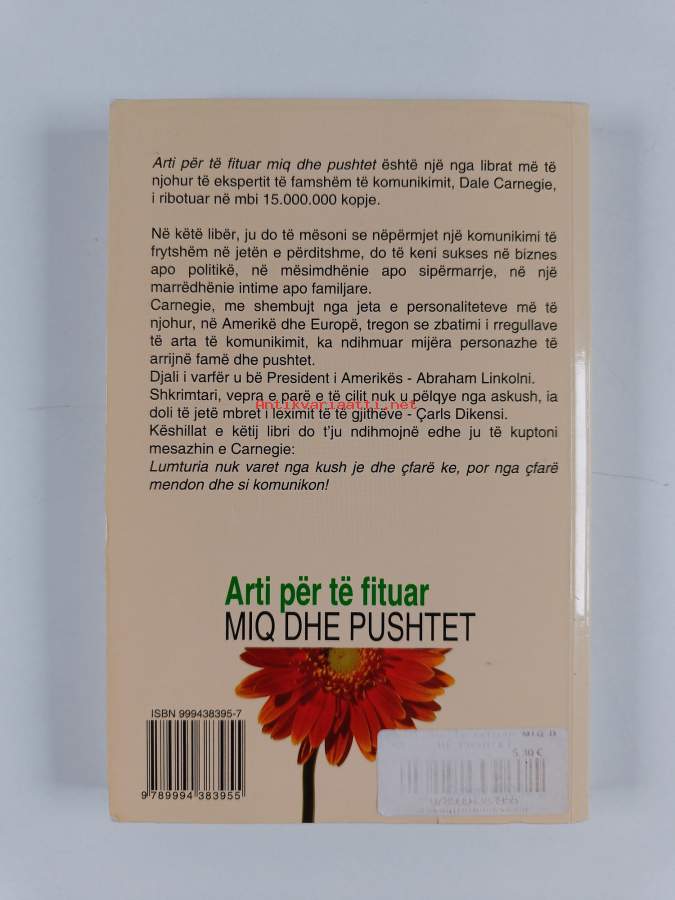 Arti për të fituar miq dhe pushtet është një nga librat më të
njohur të ekspertit të famshëm të komunikimit, Dale Carnegie,
i ribotuar në mbi 15.000.000 kopje.
Në këtë libër, ju do të mësoni se nëpërmjet një komunikimi të
frytshëm në jetën e përditshme, do të keni sukses në biznes
apo politikë, në mësimdhënie apo sipërmarrje, në një
marrëdhënie intime apo familjare.
Carnegie, me shembujt nga jeta e personaliteteve më të
njohur, në Amerikë dhe Europë, tregon se zbatimi i rregullave
të arta të komunikimit, ka ndihmuar mijëra personazhe të
arrijnë famë dhe pushtet.
Djali i varfër u bë President i Amerikës - Abraham Linkolni.
Shkrimtari, vepra e parë e të cilit nuk u pëlqye nga askush, ia
Antikvariaatti.net
doli të jetë mbret i leximit të të gjithëve - Çarls Dikensi.
Këshillat e këtij libri do t'ju ndihmojnë edhe ju të kuptoni
mesazhin e Carnegie:
Lumturia nuk varet nga kush je dhe çfarë ke, por nga çfarë
mendon dhe si komunikon!
Arti për të fituar
MIQ DHE PUSHTET
ISBN 999438395-7
9 789994 383955